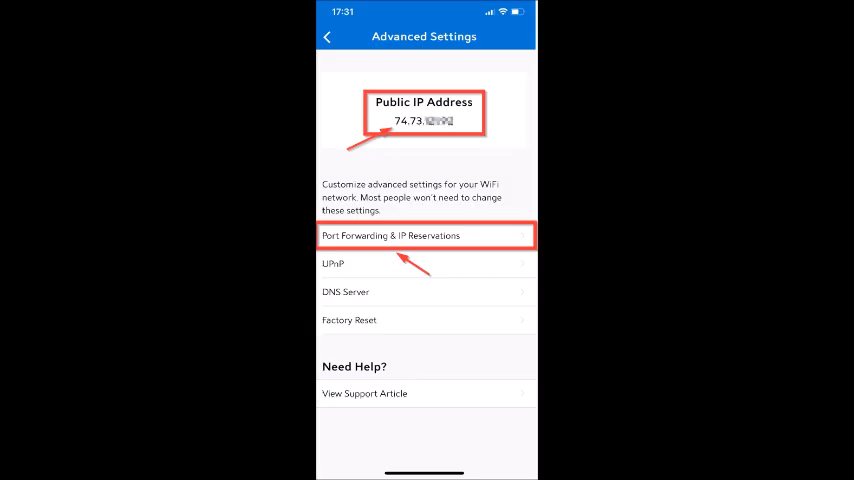 17:31
Advanced Settings
Public IP Address
74.73.
Customize advanced settings for your WiFi
network. Most people won't need to change
these settings.
Port Forwarding & IP Reservations
UPnP
DNS Server
Factory Reset
Need Help?
View Support Article